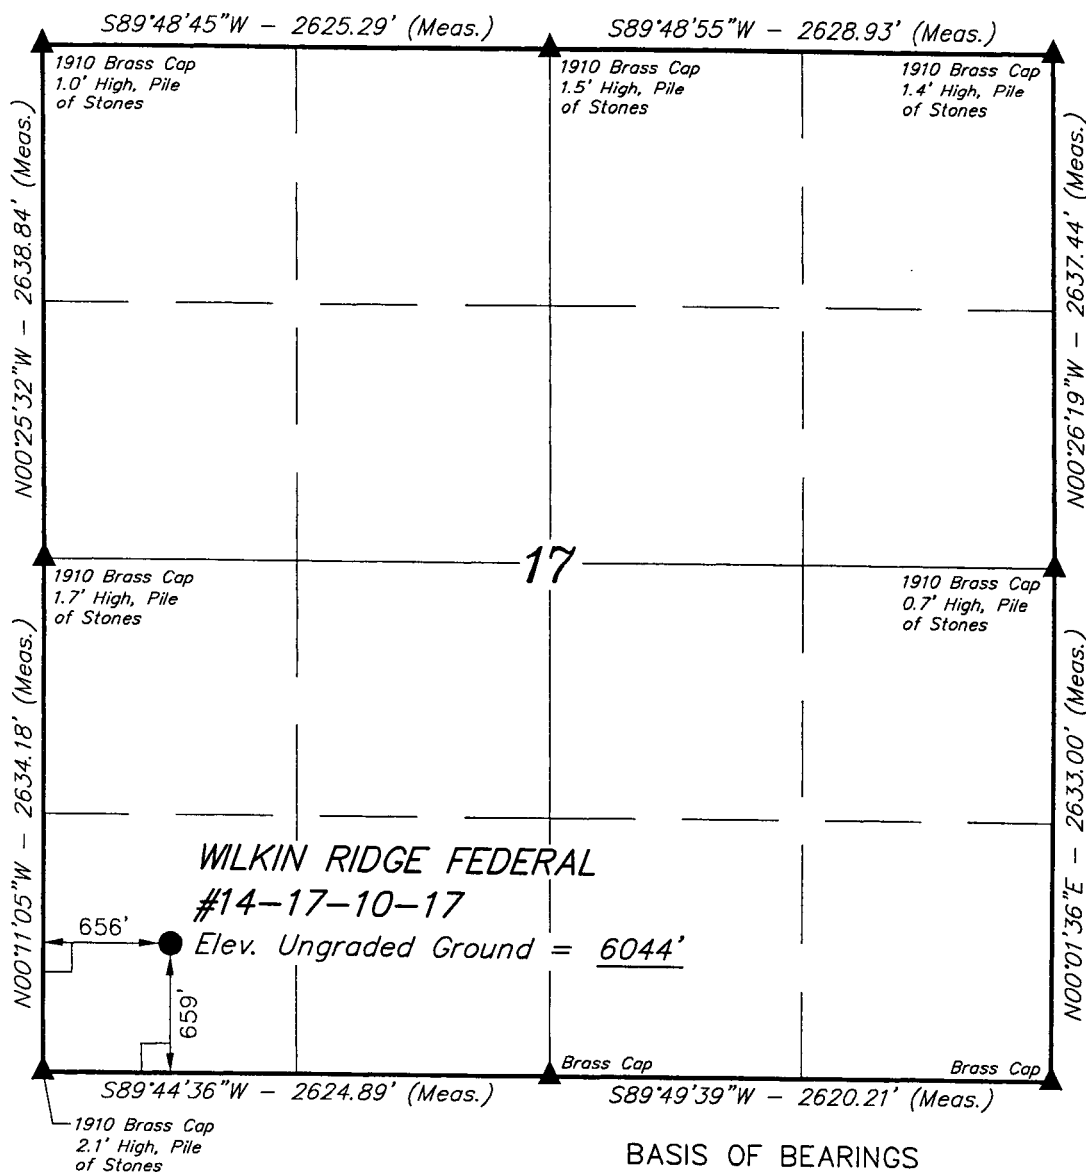 S89°48'45"W - 2625.29' (Meas.)
S89°48'55"W - 2628.93' (Meas.)
1910 Brass Cap
1.0' High, Pile
of Stones
1910 Brass Cap
1.5' High, Pile
of Stones
1910 Brass Cap
1.4' High, Pile
of Stones
N00°25'32"W - 2638.84' (Meas.)
N00°26'19"W - 2637.44' (Meas.)
17
1910 Brass Cap
1.7' High, Pile
of Stones
1910 Brass Cap
0.7' High, Pile
of Stones
N00°11'05"W - 2634.18' (Meas.)
N00°01'36"E - 2633.00' (Meas.)
WILKIN RIDGE FEDERAL
#14-17-10-17
Elev. Ungraded Ground = 6044'
656'
659'
Brass Cap
Brass Cap
S89°44'36"W - 2624.89' (Meas.)
S89°49'39"W - 2620.21' (Meas.)
1910 Brass Cap
2.1' High, Pile
of Stones
BASIS OF BEARINGS